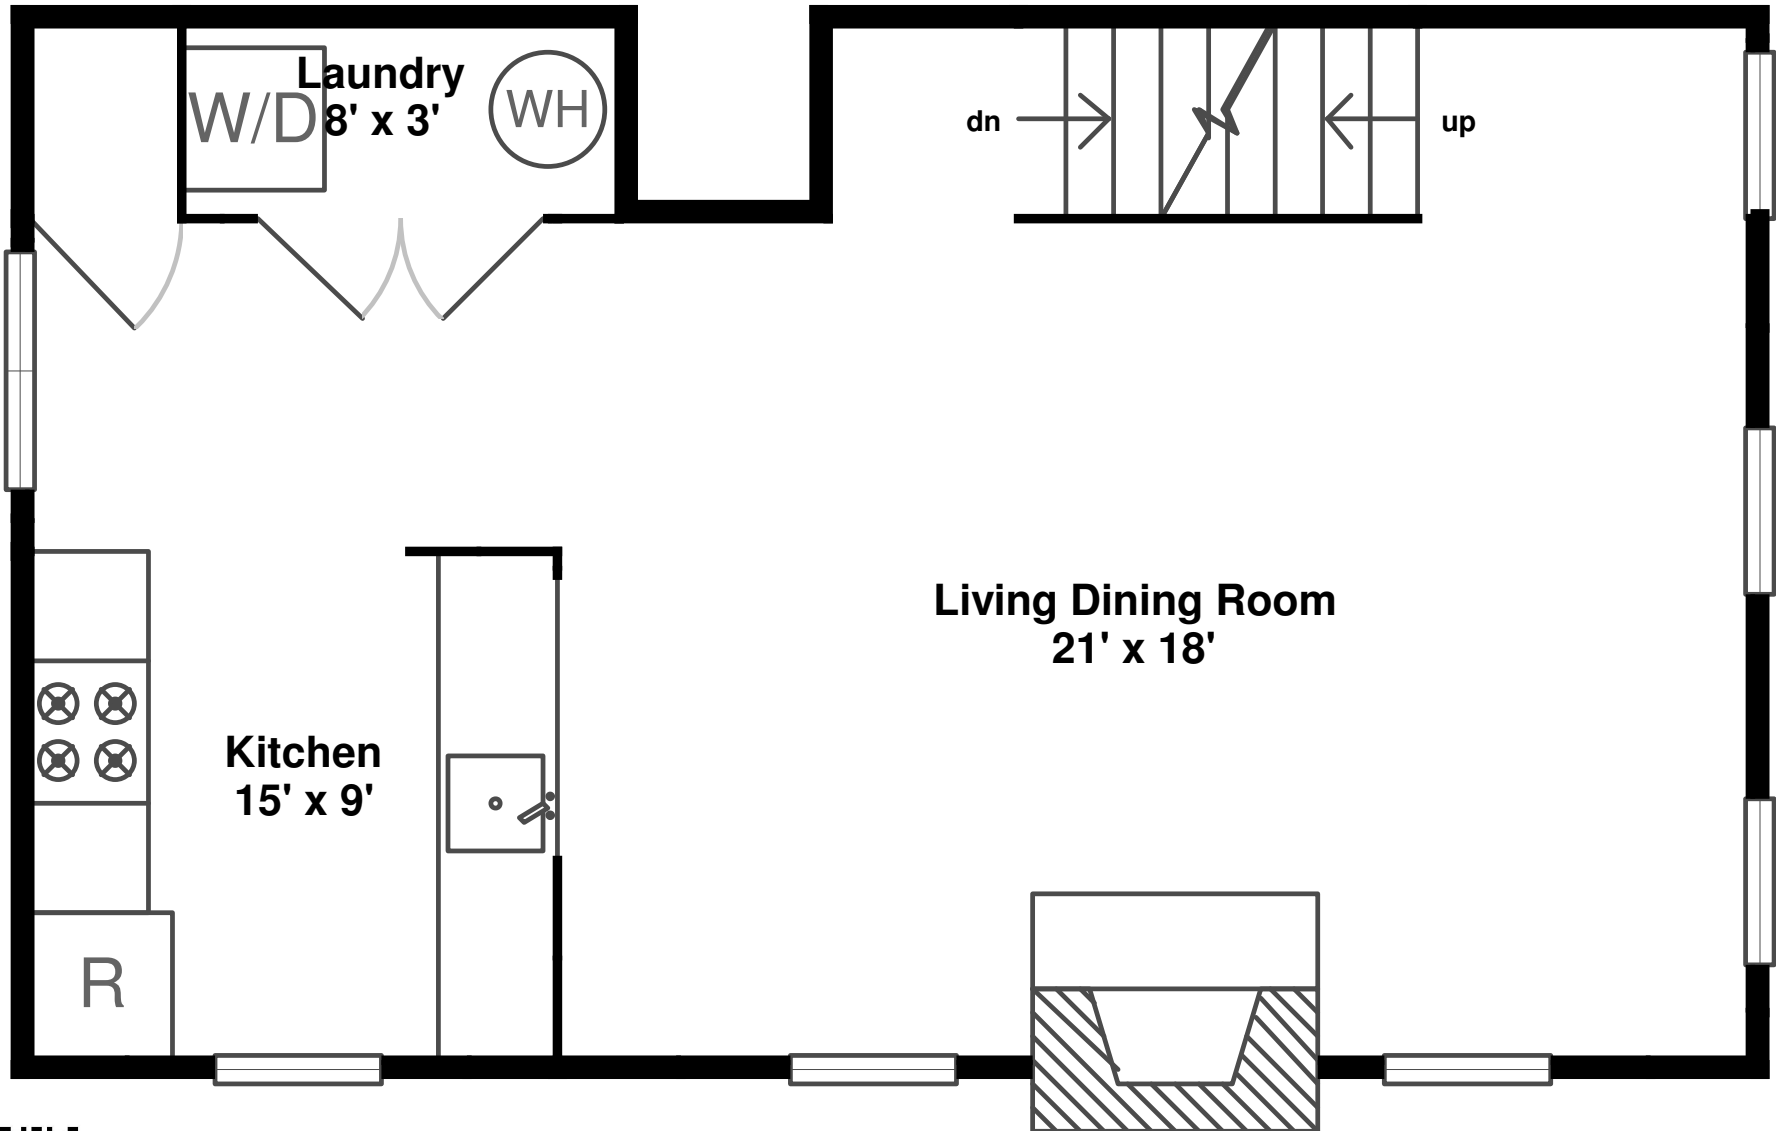 Laundry
8' x 3'
W/D
WH
dn
up
Living Dining Room
21' x 18'
Kitchen
15' x 9'
R